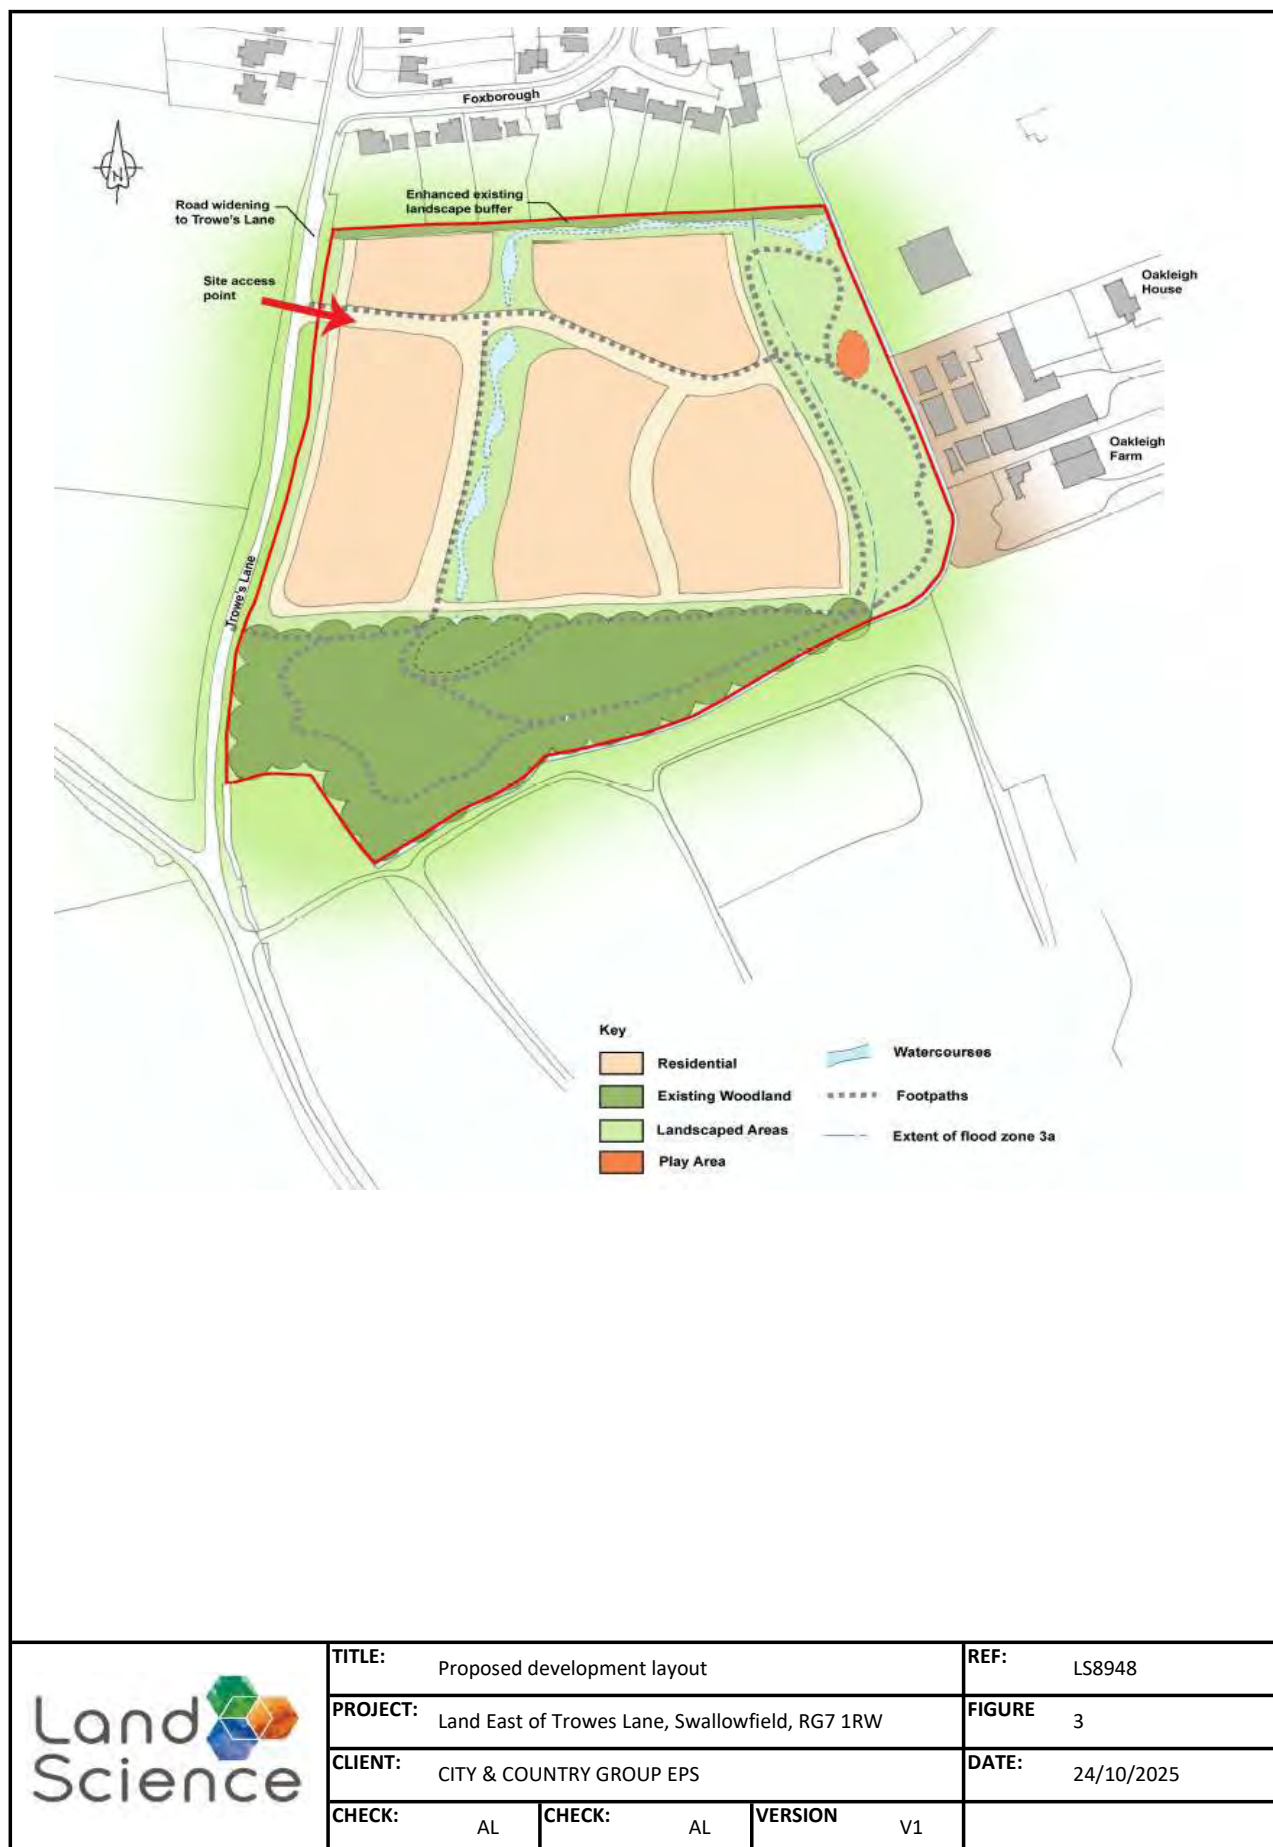 Foxborough
N
Road widening
to Trowe's Lane
Enhanced existing
landscape buffer
Site access
point
Oakleigh
House
Oakleigh
Farm
Trowe's Lane
Key
Residential
Existing Woodland
Landscaped Areas
Play Area
Watercourses
Footpaths
Extent of flood zone 3a
Land
Science
TITLE: Proposed development layout
REF: LS8948
PROJECT: Land East of Trowes Lane, Swallowfield, RG7 1RW
FIGURE 3
CLIENT: CITY & COUNTRY GROUP EPS
DATE: 24/10/2025
CHECK: AL CHECK: AL VERSION V1